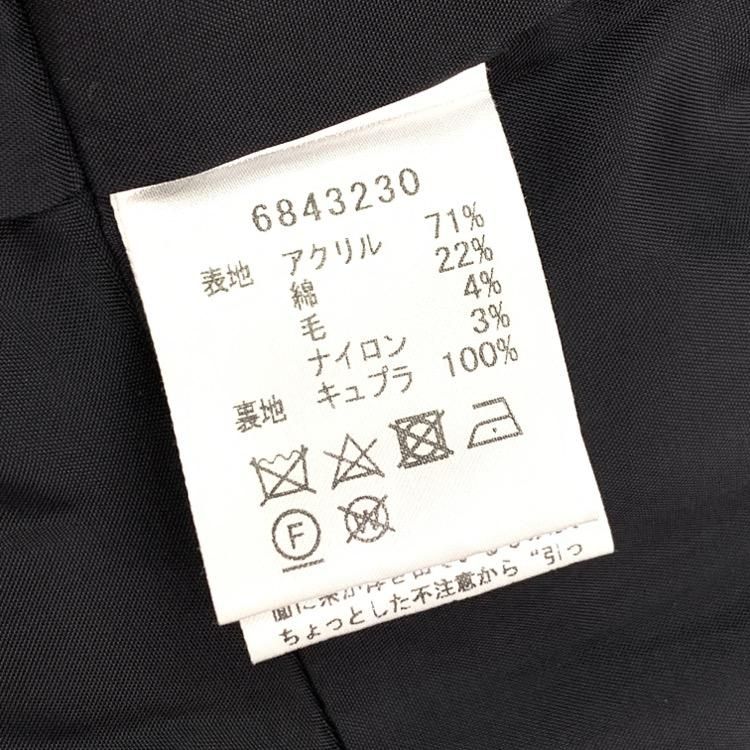 6843230
表地 アクリル 71%
綿 22%
毛 4%
ナイロン 3%
裏地 キュプラ 100%
F
W
ちょっとした不注意から“引っ